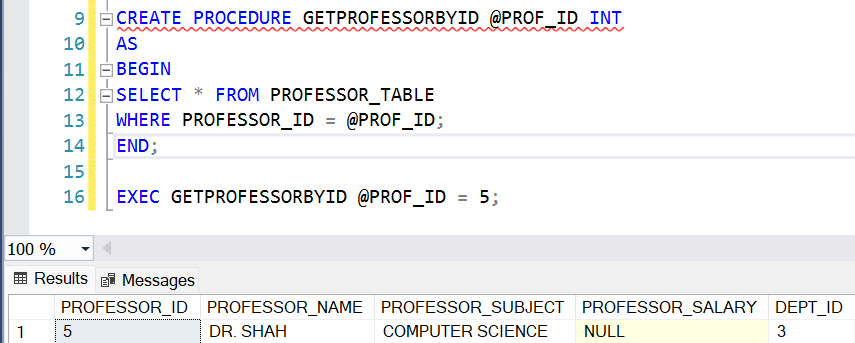 9 CREATE PROCEDURE GETPROFESSORBYID @PROF_ID INT
10 AS
11 BEGIN
12 SELECT * FROM PROFESSOR_TABLE
13 WHERE PROFESSOR_ID = @PROF_ID;
14 END;
15
16 EXEC GETPROFESSORBYID @PROF_ID = 5;
100 %
Results Messages
PROFESSOR_ID PROFESSOR_NAME PROFESSOR_SUBJECT PROFESSOR_SALARY DEPT_ID
1 5 DR. SHAH COMPUTER SCIENCE NULL 3